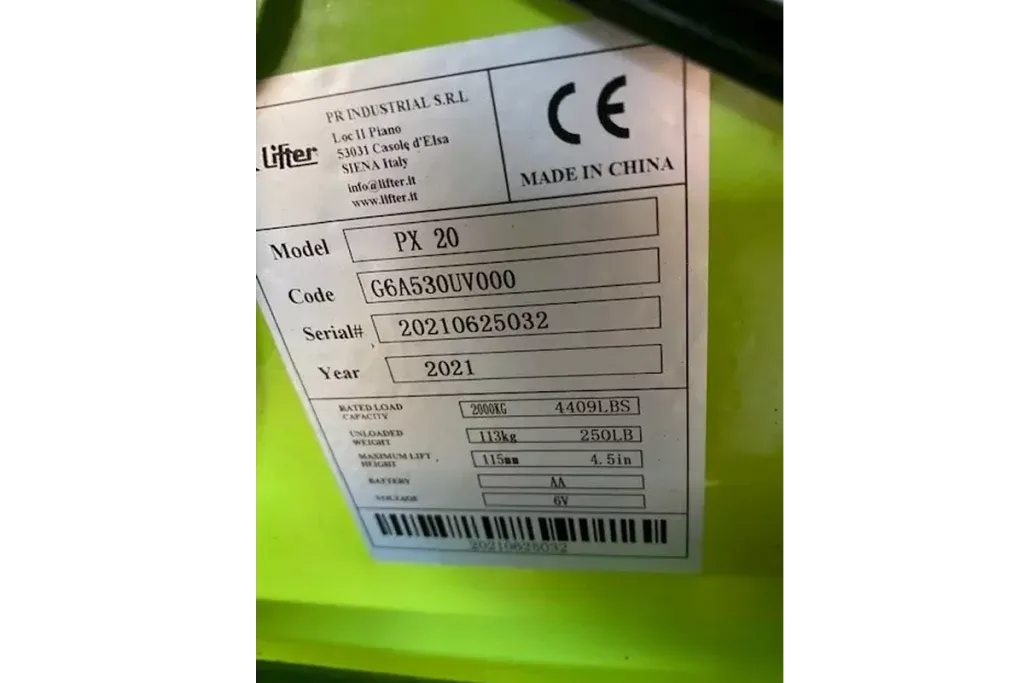 Lifter
PR INDUSTRIAL S.R.L
Loc Il Piano
53031 Casole d'Elsa
SIENA Italy
info@lifter.it
www.lifter.it
CE
MADE IN CHINA
Model PX 20
Code G6A530UV000
Serial# 20210625032
Year 2021
RATED LOAD CAPACITY 2000KG 4409LBS
UNLOADED WEIGHT 113kg 250LB
MAXIMUM LIFT HEIGHT 115mm 4.5in
BATTERY AA
VOLTAGE 6V
20210625032